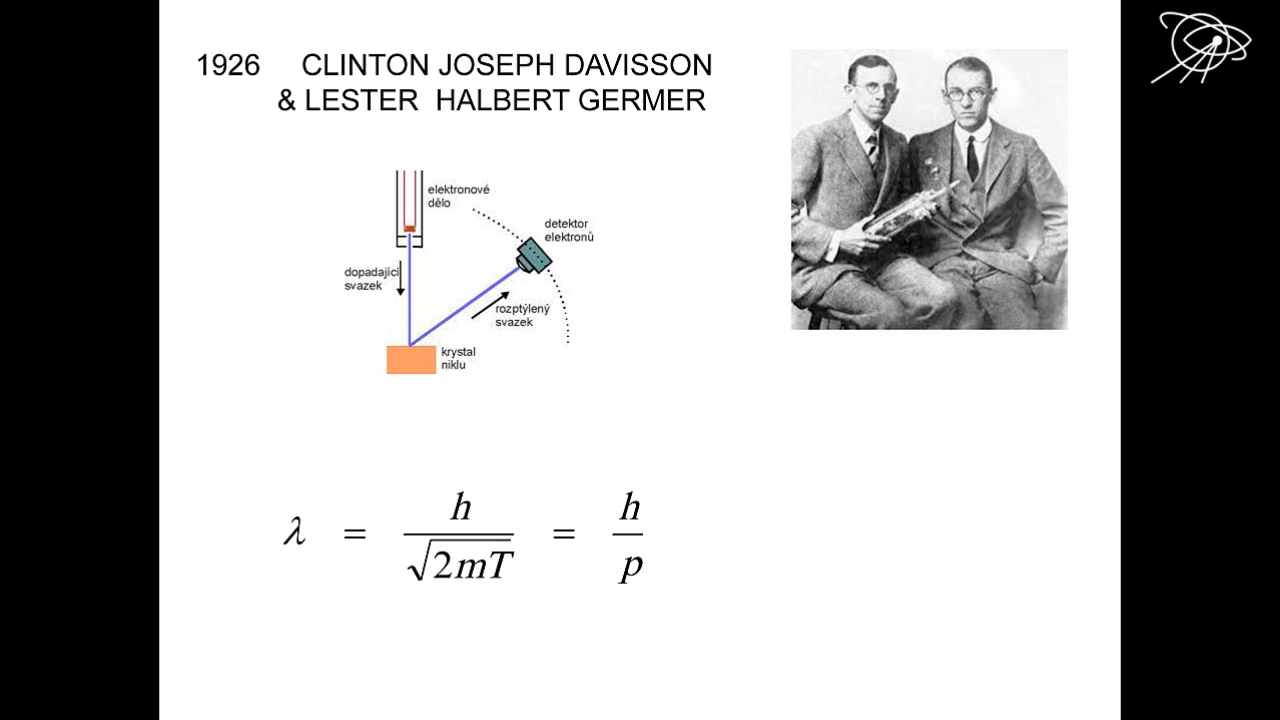 1926 CLINTON JOSEPH DAVISSON
& LESTER HALBERT GERMER
elektronové
dělo
detektor
elektronů
dopadající
svazek
rozptýlený
svazek
krystal
niklu
λ = h / √2mT = h / p